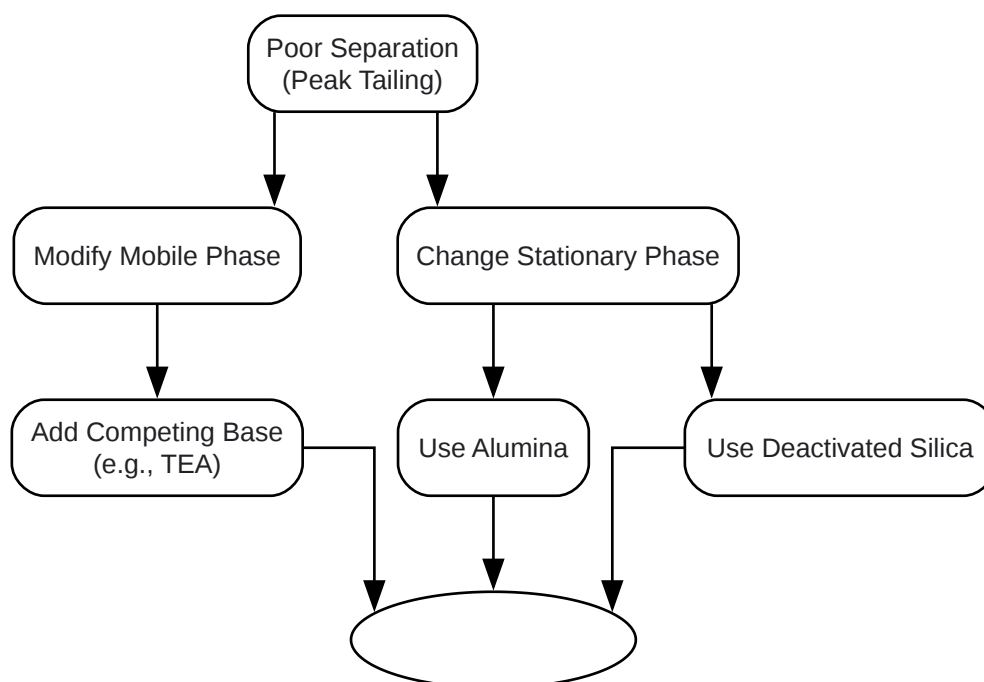 Poor Separation
(Peak Tailing)
Modify Mobile Phase
Change Stationary Phase
Add Competing Base
(e.g., TEA)
Use Alumina
Use Deactivated Silica